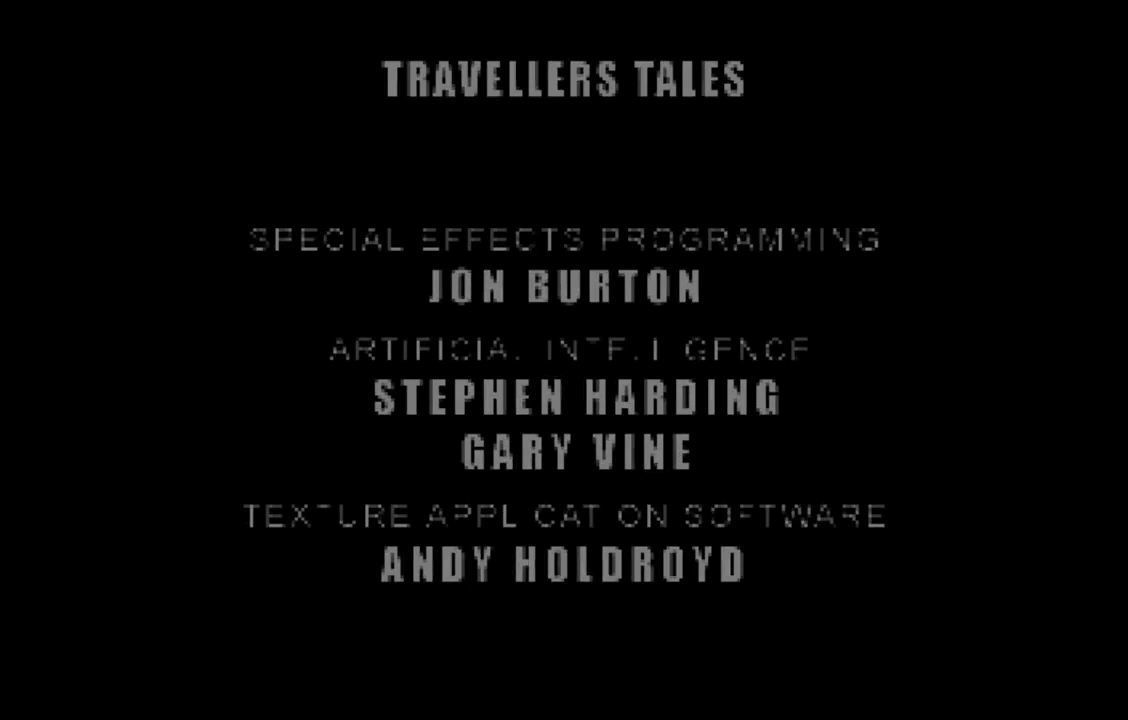 TRAVELLERS TALES
SPECIAL EFFECTS PROGRAMMING
JON BURTON
ARTIFICIAL INTELLIGENCE
STEPHEN HARDING
GARY VINE
TEXTURE APPLICATION SOFTWARE
ANDY HOLDROYD